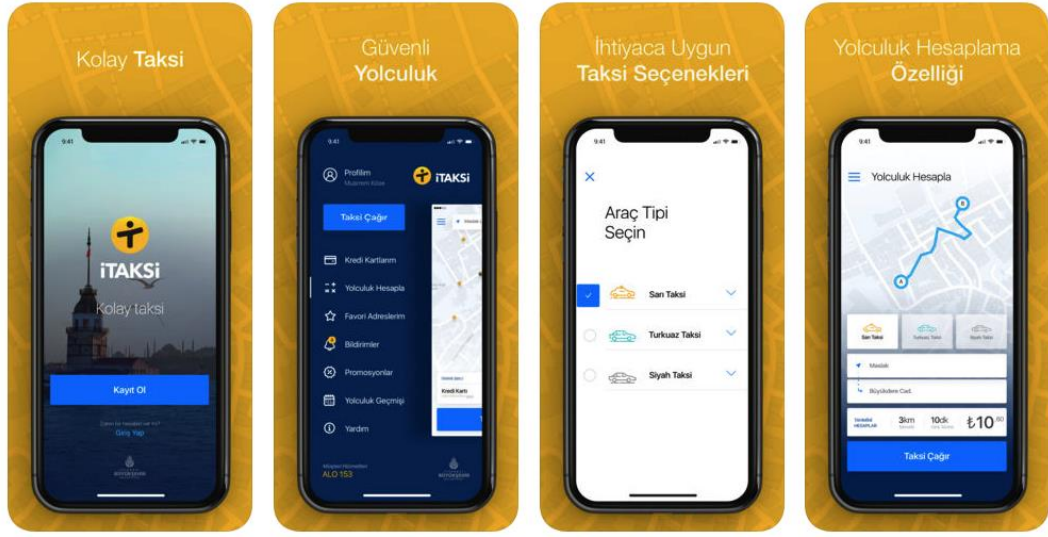 Kolay Taksi
9:41
iTAKSi
Kolay taksi
Kayıt Ol
Giriş Yap
Güvenli
Yolculuk
9:41
Profilim
iTAKSi
Taksi Çağır
Kredi Kartlarım
Yolculuk Hesapla
Favori Adreslerim
Bildirimler
Promosyonlar
Yolculuk Geçmişi
Yardım
Kredi Kartı
ALO 153
İhtiyaca Uygun
Taksi Seçenekleri
9:41
Araç Tipi
Seçin
Sarı Taksi
Turkuaz Taksi
Siyah Taksi
Yolculuk Hesaplama
Özelliği
9:41
Yolculuk Hesapla
B
A
Sarı Taksi
Turkuaz Taksi
Siyah Taksi
Maslak
Büyükdere Cad.
3km
10dk
₺10
Taksi Çağır